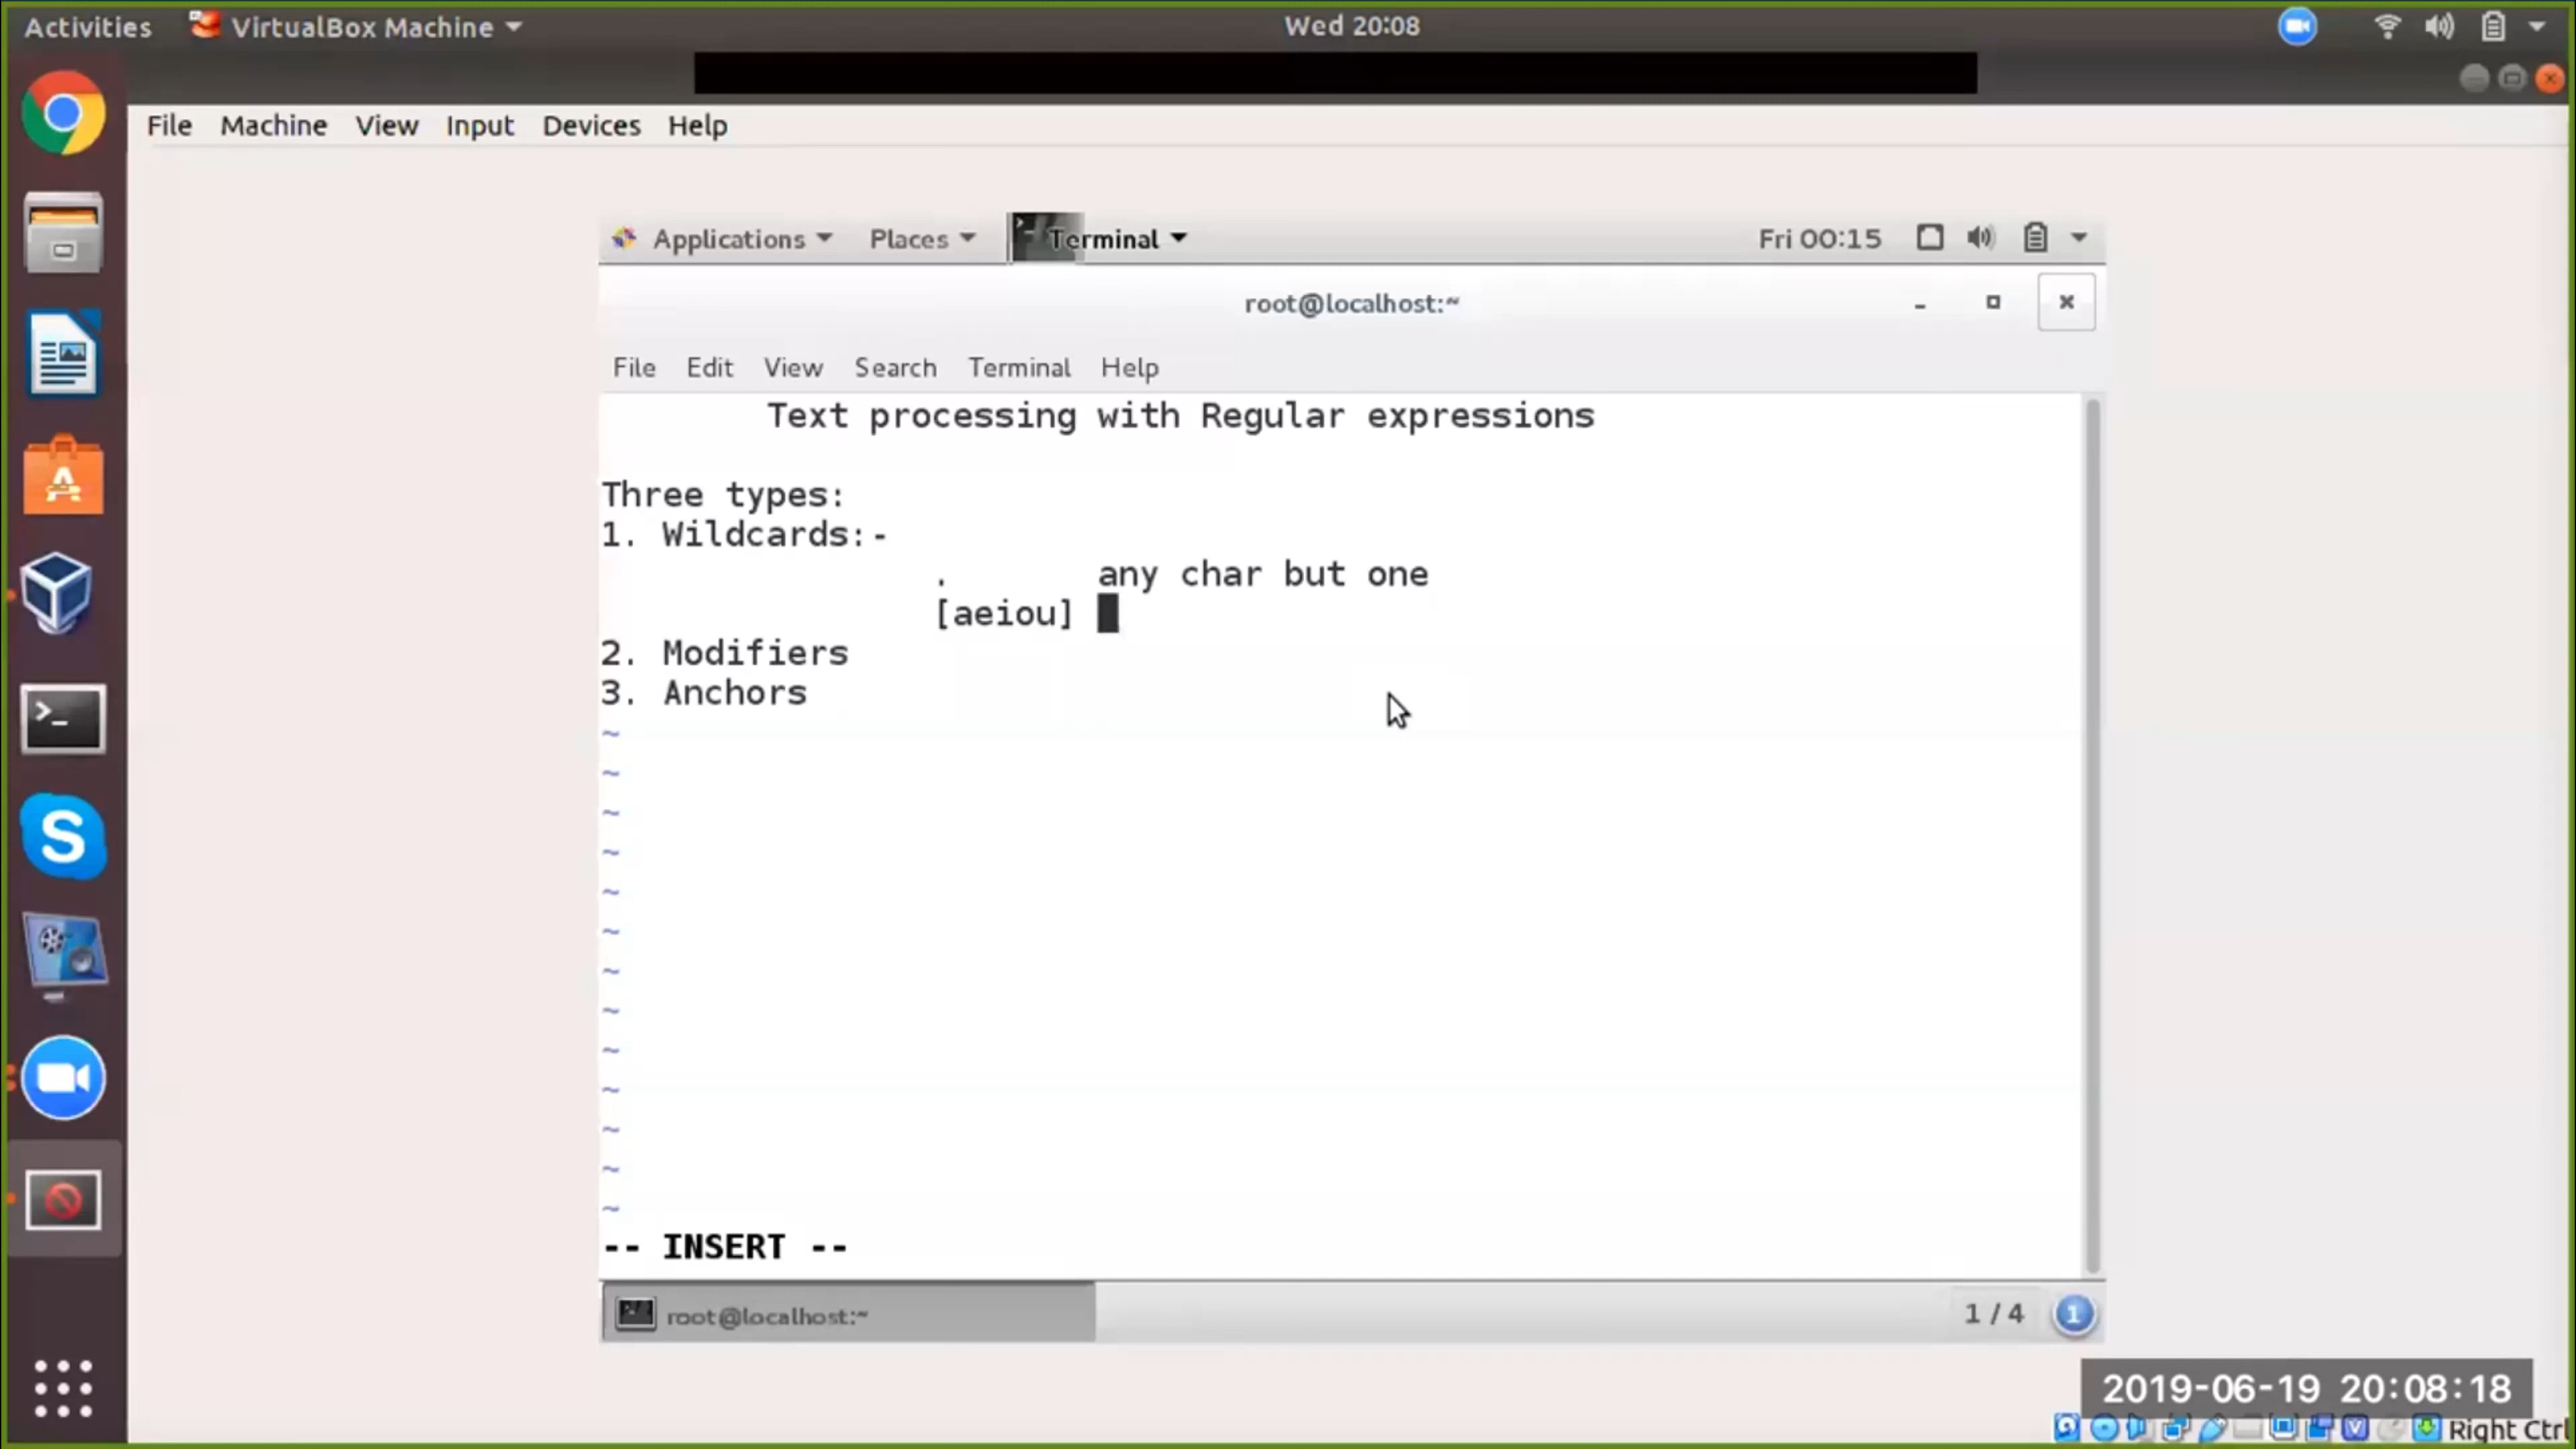 Activities VirtualBox Machine Wed 20:08
File Machine View Input Devices Help
Applications Places Terminal Fri 00:15
root@localhost:~
File Edit View Search Terminal Help
Text processing with Regular expressions
Three types:
1. Wildcards:-
. any char but one
[aeiou]
2. Modifiers
3. Anchors
~
~
~
~
~
~
~
~
~
~
~
~
~
-- INSERT --
root@localhost:~ 1 / 4 1
2019-06-19 20:08:18
Right Ctrl